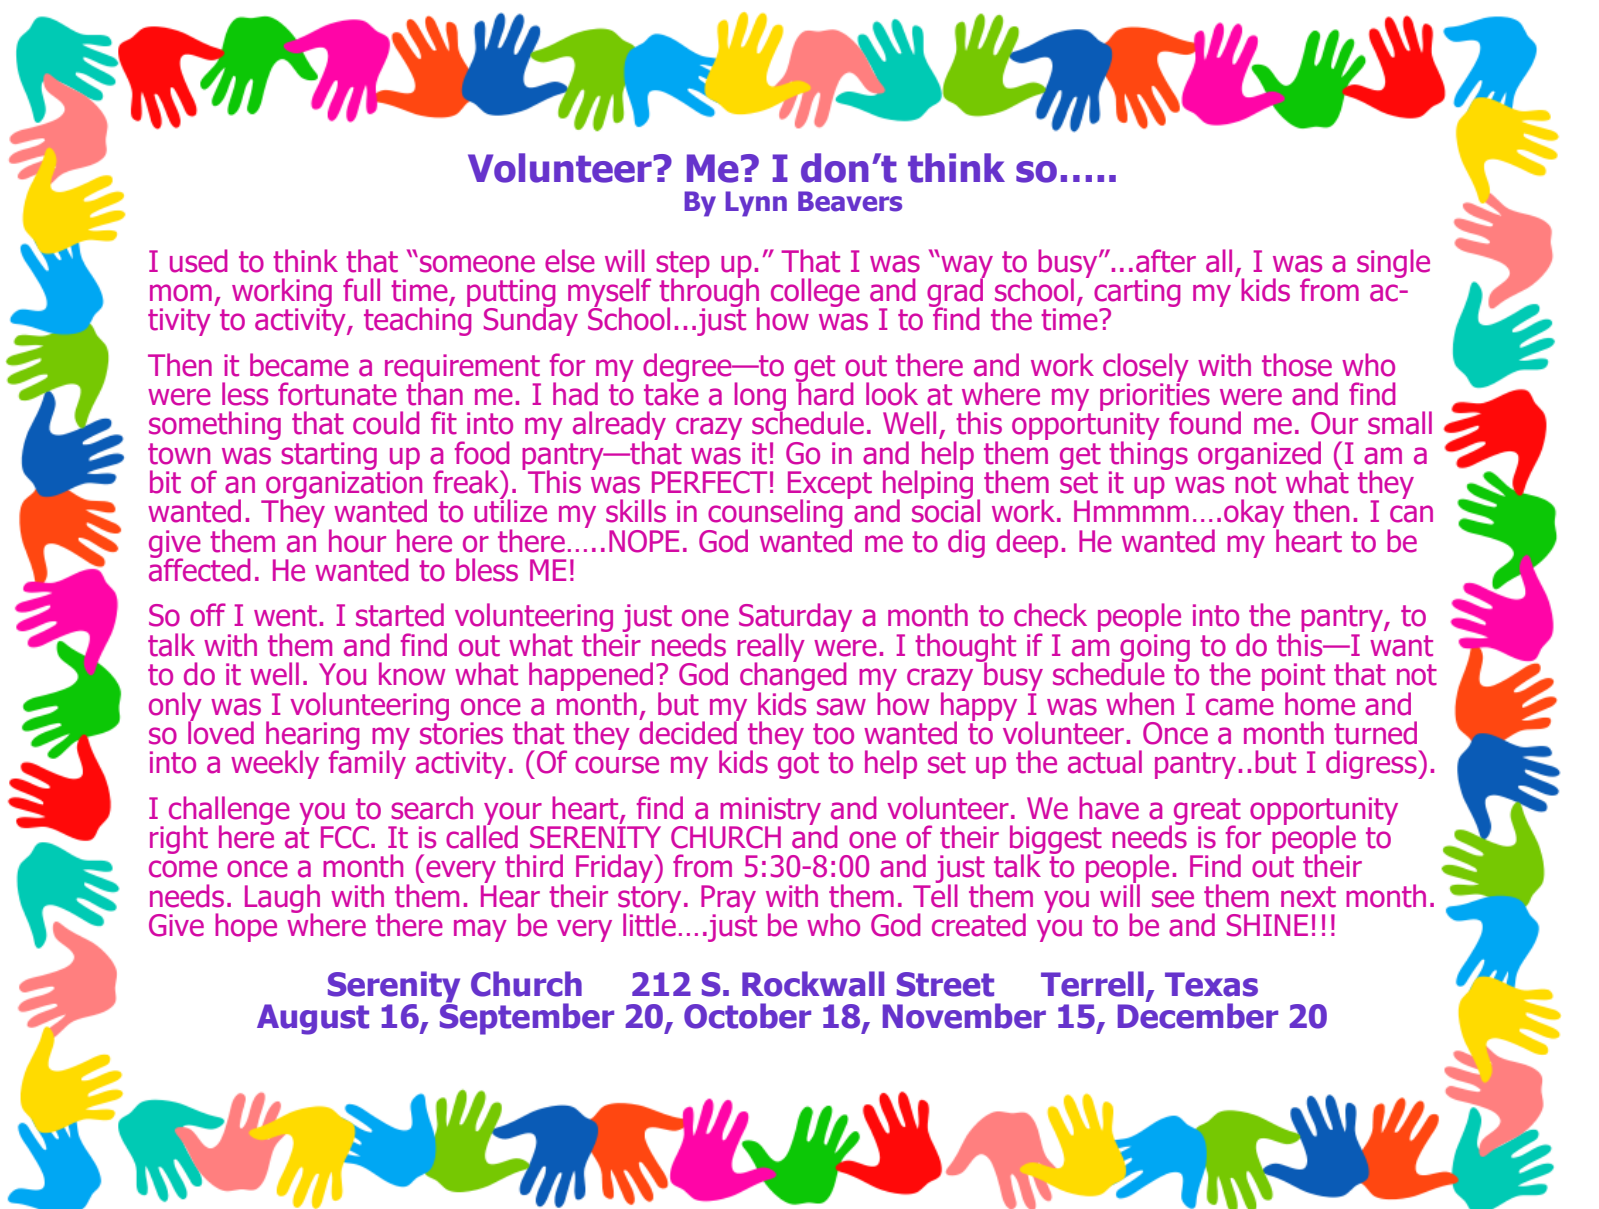 Volunteer? Me? I don’t think so…..
By Lynn Beavers
I used to think that “someone else will step up.” That I was “way to busy”...after all, I was a single
mom, working full time, putting myself through college and grad school, carting my kids from ac-
tivity to activity, teaching Sunday School...just how was I to find the time?
Then it became a requirement for my degree—to get out there and work closely with those who
were less fortunate than me. I had to take a long hard look at where my priorities were and find
something that could fit into my already crazy schedule. Well, this opportunity found me. Our small
town was starting up a food pantry—that was it! Go in and help them get things organized (I am a
bit of an organization freak). This was PERFECT! Except helping them set it up was not what they
wanted. They wanted to utilize my skills in counseling and social work. Hmmmm….okay then. I can
give them an hour here or there…..NOPE. God wanted me to dig deep. He wanted my heart to be
affected. He wanted to bless ME!
So off I went. I started volunteering just one Saturday a month to check people into the pantry, to
talk with them and find out what their needs really were. I thought if I am going to do this—I want
to do it well. You know what happened? God changed my crazy busy schedule to the point that not
only was I volunteering once a month, but my kids saw how happy I was when I came home and
so loved hearing my stories that they decided they too wanted to volunteer. Once a month turned
into a weekly family activity. (Of course my kids got to help set up the actual pantry..but I digress).
I challenge you to search your heart, find a ministry and volunteer. We have a great opportunity
right here at FCC. It is called SERENITY CHURCH and one of their biggest needs is for people to
come once a month (every third Friday) from 5:30-8:00 and just talk to people. Find out their
needs. Laugh with them. Hear their story. Pray with them. Tell them you will see them next month.
Give hope where there may be very little….just be who God created you to be and SHINE!!!
Serenity Church 212 S. Rockwall Street Terrell, Texas
August 16, September 20, October 18, November 15, December 20